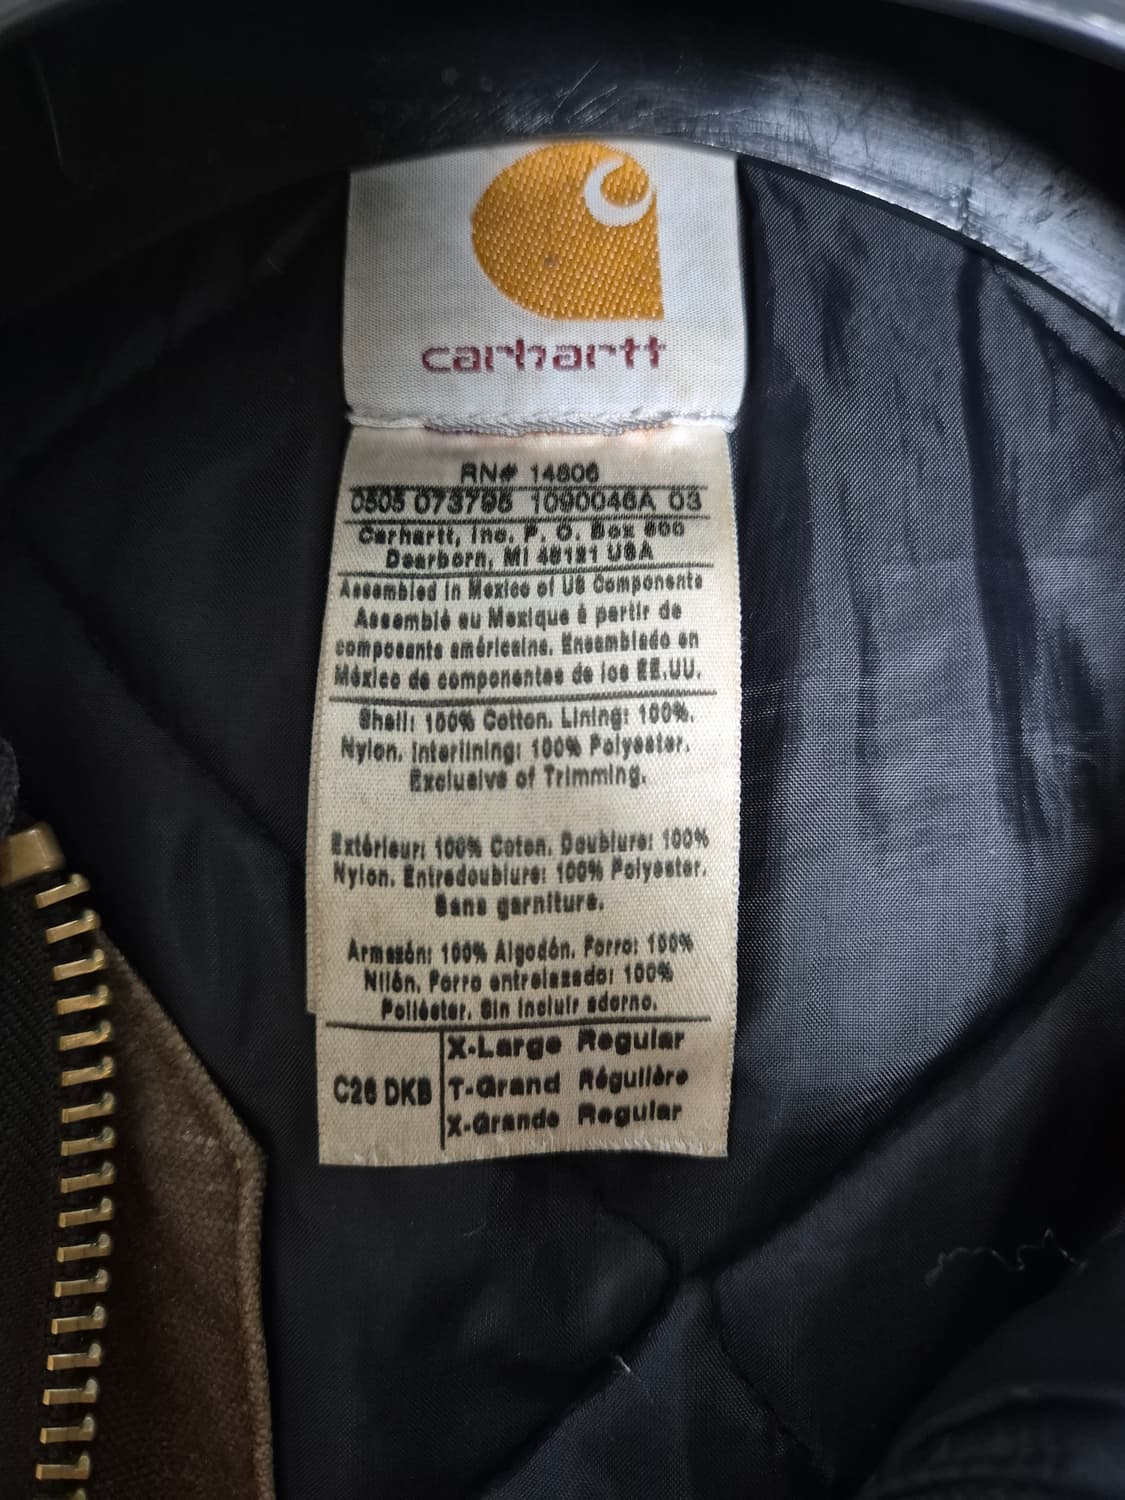 carhartt
RN# 14806
0505 073795 1090046A 03
Carhartt, Inc. P. O. Box 600
Dearborn, MI 48121 USA
Assembled in Mexico of US Components
Assemblé au Mexique à partir de
composants américains. Ensamblado en
México de componentes de los EE.UU.
Shell: 100% Cotton. Lining: 100%.
Nylon. Interlining: 100% Polyester.
Exclusive of Trimming.
Extérieur: 100% Coton. Doublure: 100%
Nylon. Entredoublure: 100% Polyester.
Sans garniture.
Armazón: 100% Algodón. Forro: 100%
Nilón. Forro entrelazado: 100%
Poliéster. Sin incluir adorno.
C26 DKB
X-Large Regular
T-Grand Régulière
X-Grande Regular